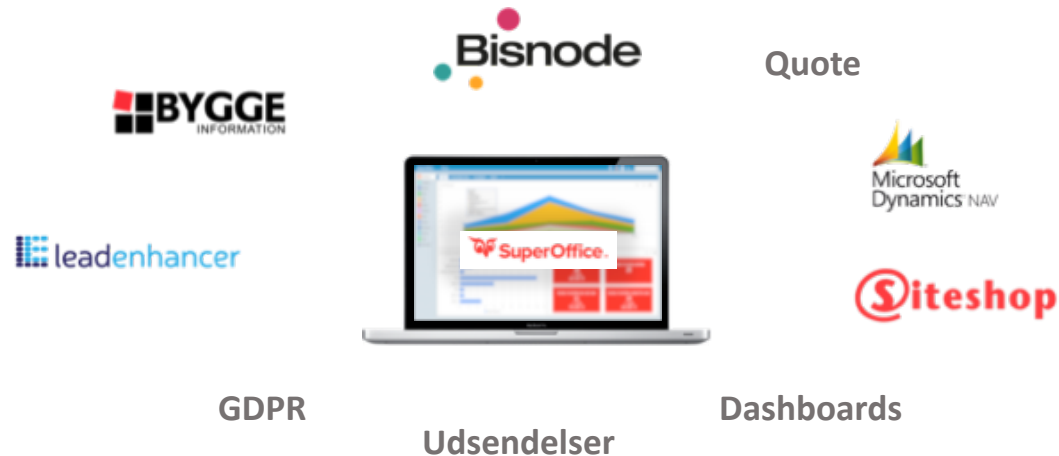 Bisnode
Quote
BYGGE
INFORMATION
Microsoft
Dynamics NAV
leadenhancer
SuperOffice
Siteshop
GDPR
Dashboards
Udsendelser